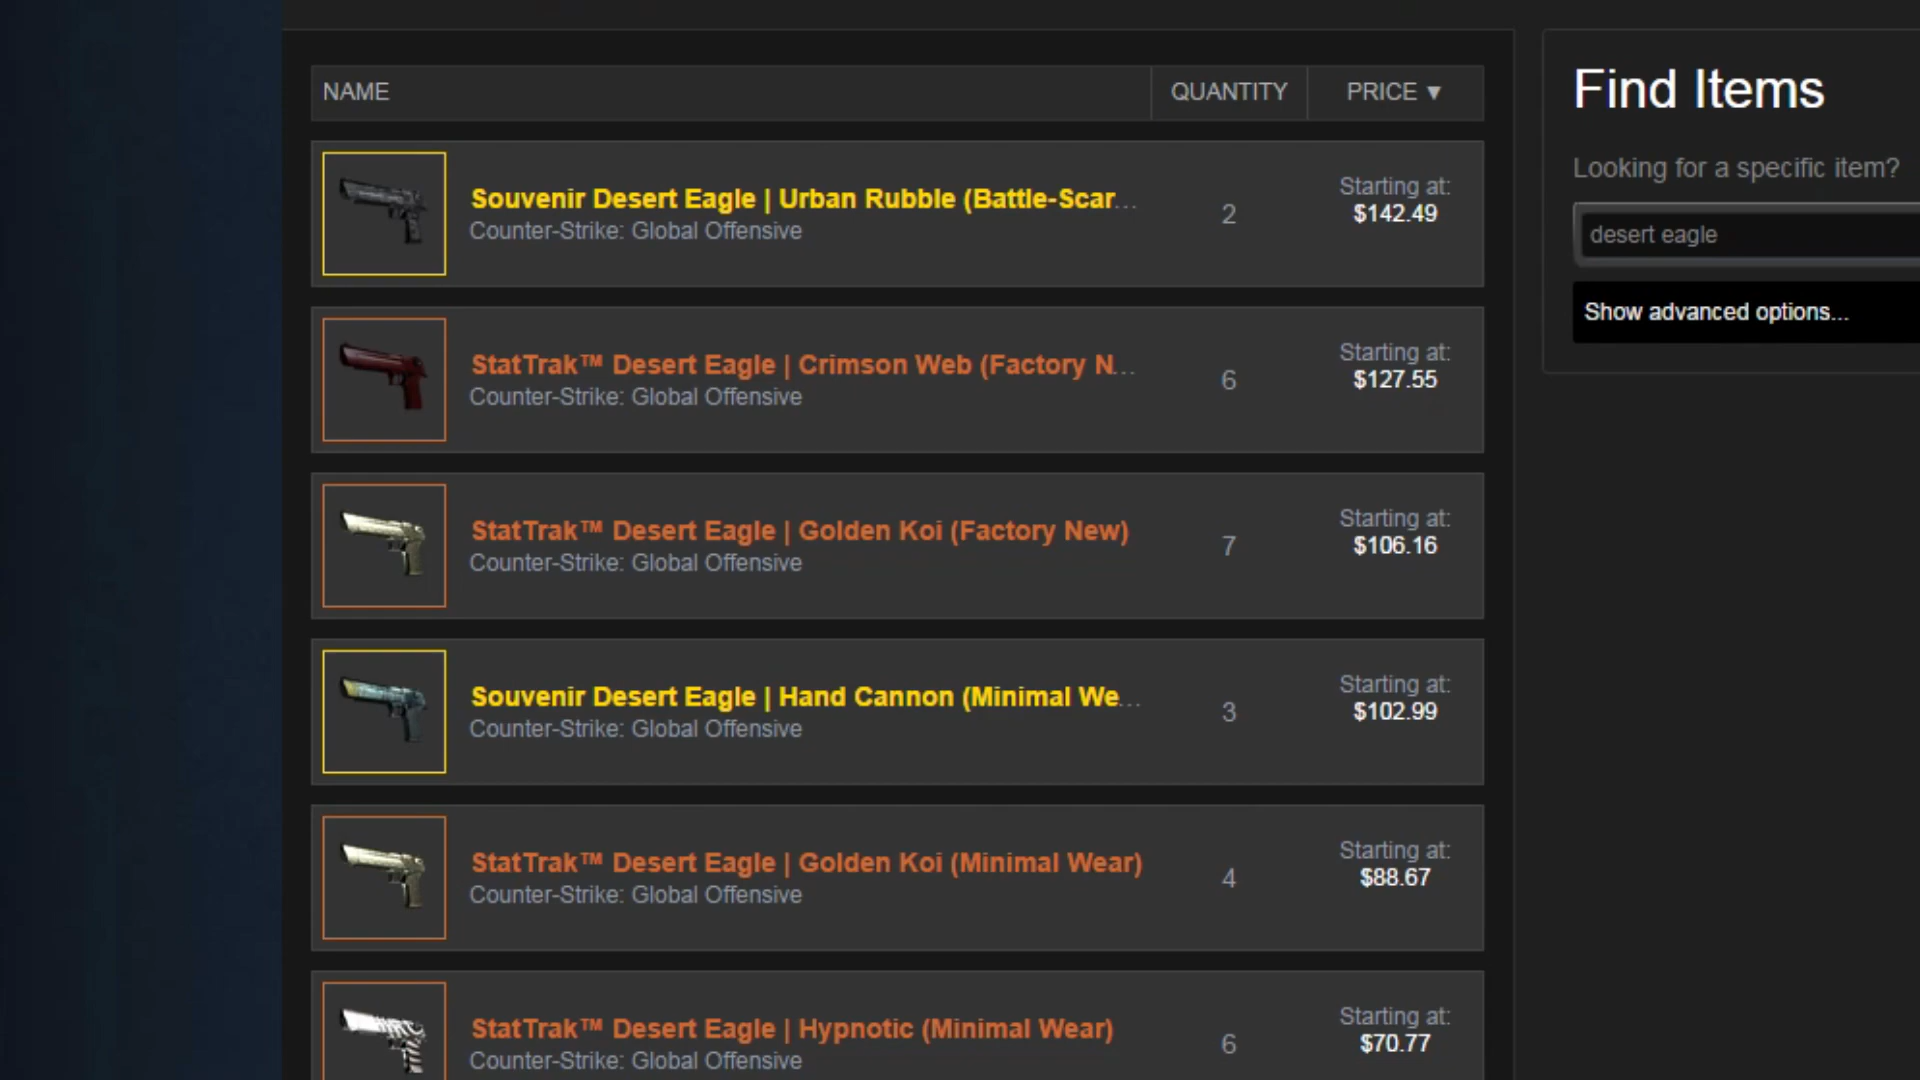 NAME QUANTITY PRICE ▼
Souvenir Desert Eagle | Urban Rubble (Battle-Scar...
Counter-Strike: Global Offensive
2
Starting at:
$142.49
StatTrak™ Desert Eagle | Crimson Web (Factory N...
Counter-Strike: Global Offensive
6
Starting at:
$127.55
StatTrak™ Desert Eagle | Golden Koi (Factory New)
Counter-Strike: Global Offensive
7
Starting at:
$106.16
Souvenir Desert Eagle | Hand Cannon (Minimal We...
Counter-Strike: Global Offensive
3
Starting at:
$102.99
StatTrak™ Desert Eagle | Golden Koi (Minimal Wear)
Counter-Strike: Global Offensive
4
Starting at:
$88.67
StatTrak™ Desert Eagle | Hypnotic (Minimal Wear)
Counter-Strike: Global Offensive
6
Starting at:
$70.77
Find Items
Looking for a specific item?
desert eagle
Show advanced options...